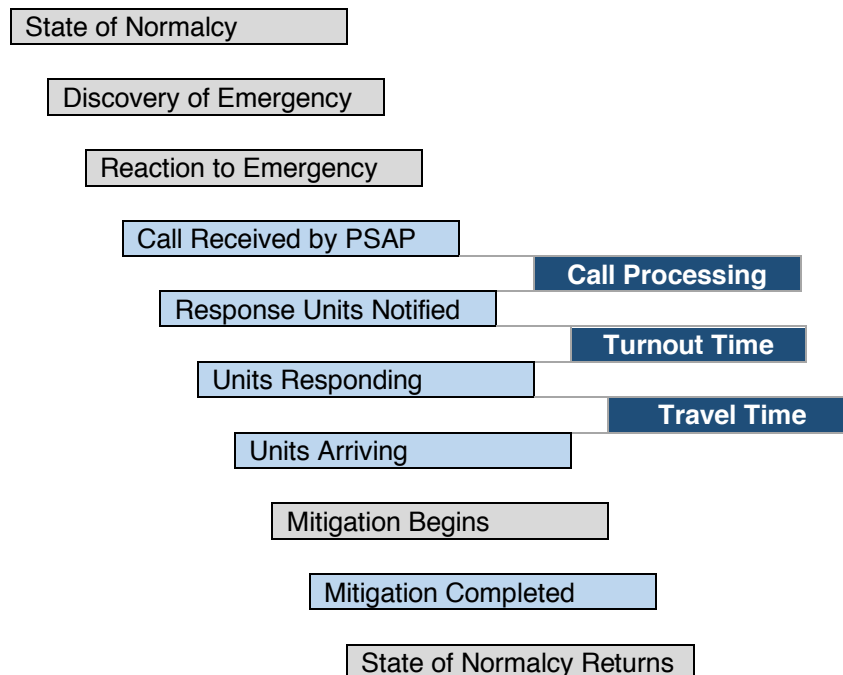 State of Normalcy
Discovery of Emergency
Reaction to Emergency
Call Received by PSAP
Call Processing
Response Units Notified
Turnout Time
Units Responding
Travel Time
Units Arriving
Mitigation Begins
Mitigation Completed
State of Normalcy Returns